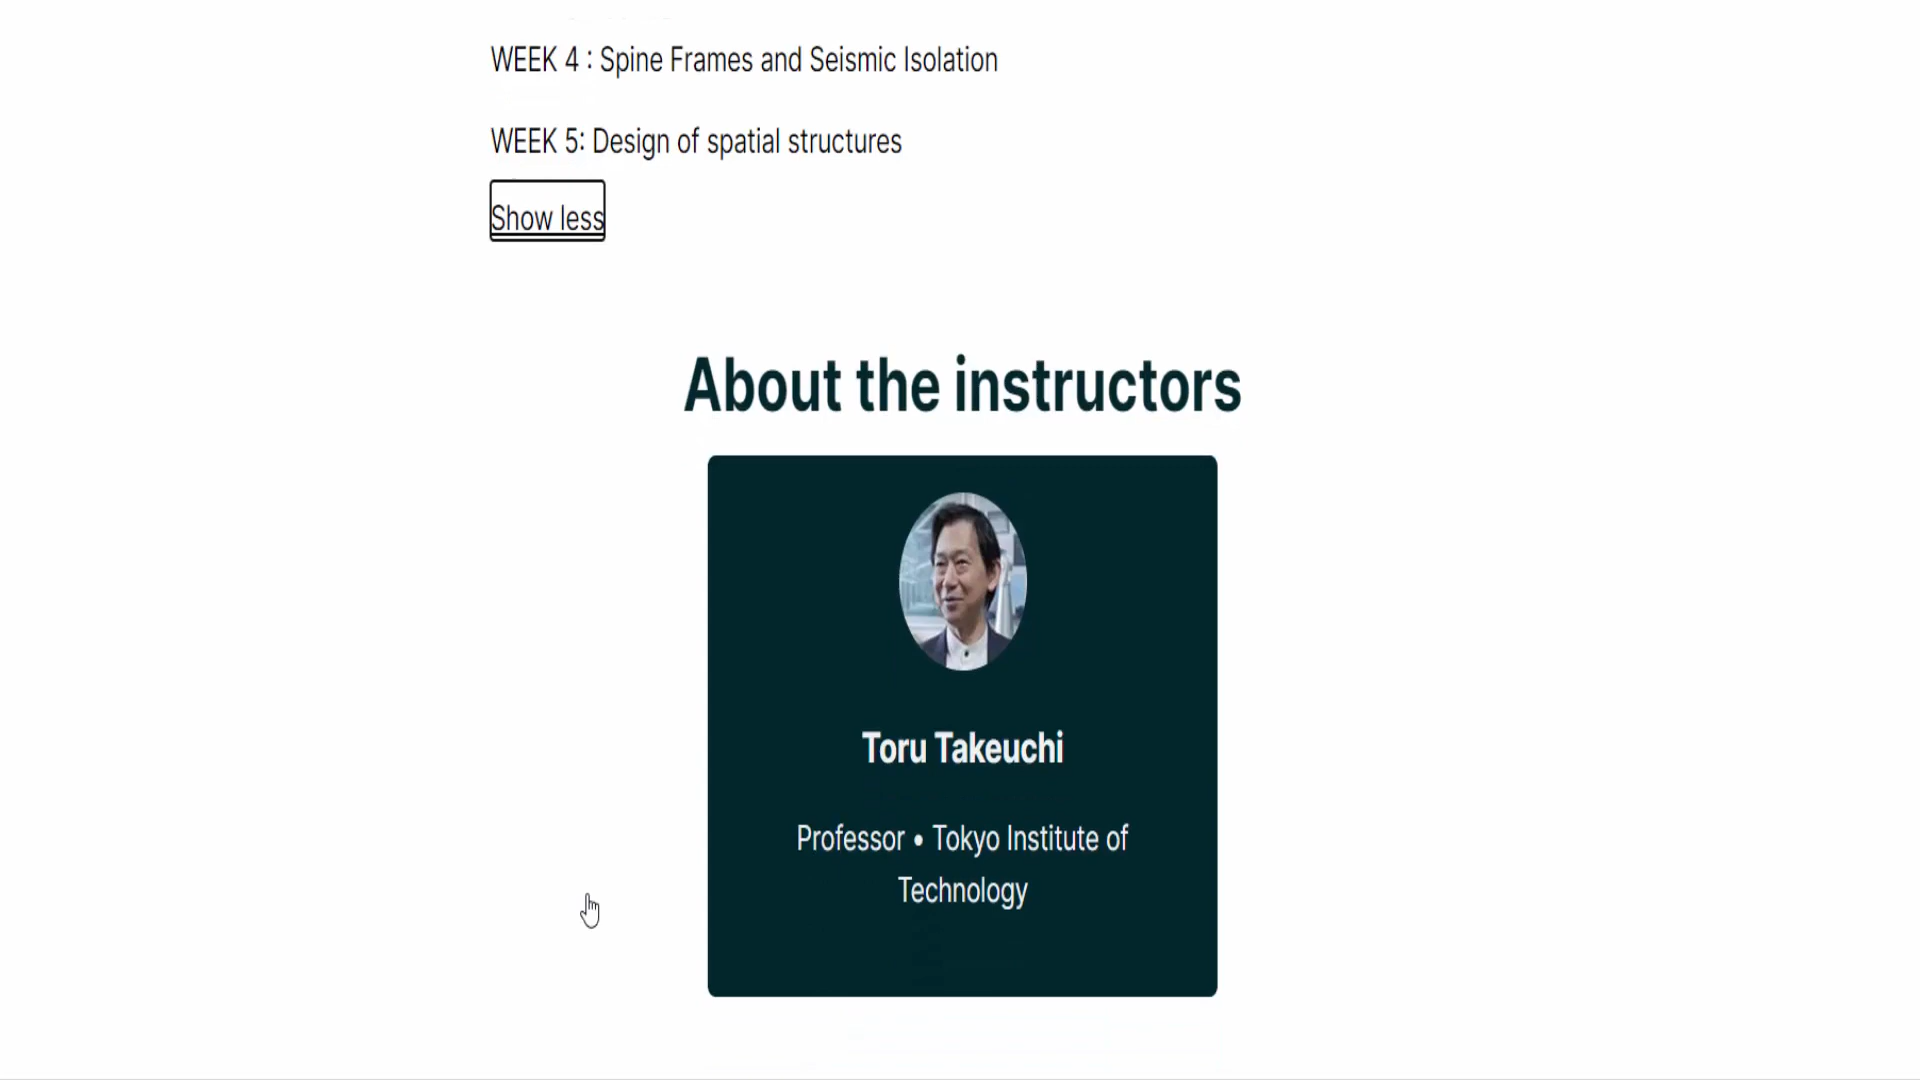 WEEK 4 : Spine Frames and Seismic Isolation
WEEK 5: Design of spatial structures
Show less
About the instructors
Toru Takeuchi
Professor • Tokyo Institute of
Technology